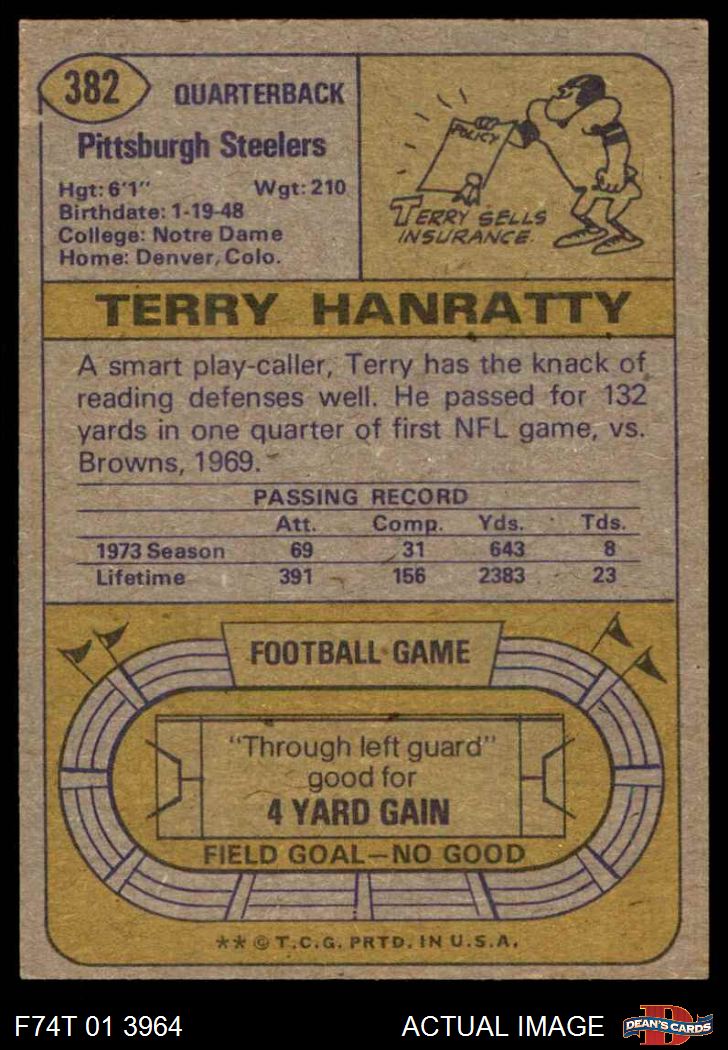 382
QUARTERBACK
Pittsburgh Steelers
Hgt: 6'1" Wgt: 210
Birthdate: 1-19-48
College: Notre Dame
Home: Denver, Colo.
POLICY
TERRY SELLS
INSURANCE.
TERRY HANRATTY
A smart play-caller, Terry has the knack of
reading defenses well. He passed for 132
yards in one quarter of first NFL game, vs.
Browns, 1969.
PASSING RECORD
Att. Comp. Yds. Tds.
1973 Season 69 31 643 8
Lifetime 391 156 2383 23
FOOTBALL GAME
"Through left guard"
good for
4 YARD GAIN
FIELD GOAL—NO GOOD
** © T.C.G. PRTD. IN U.S.A.
F74T 01 3964 ACTUAL IMAGE
D
DEAN'S CARDS